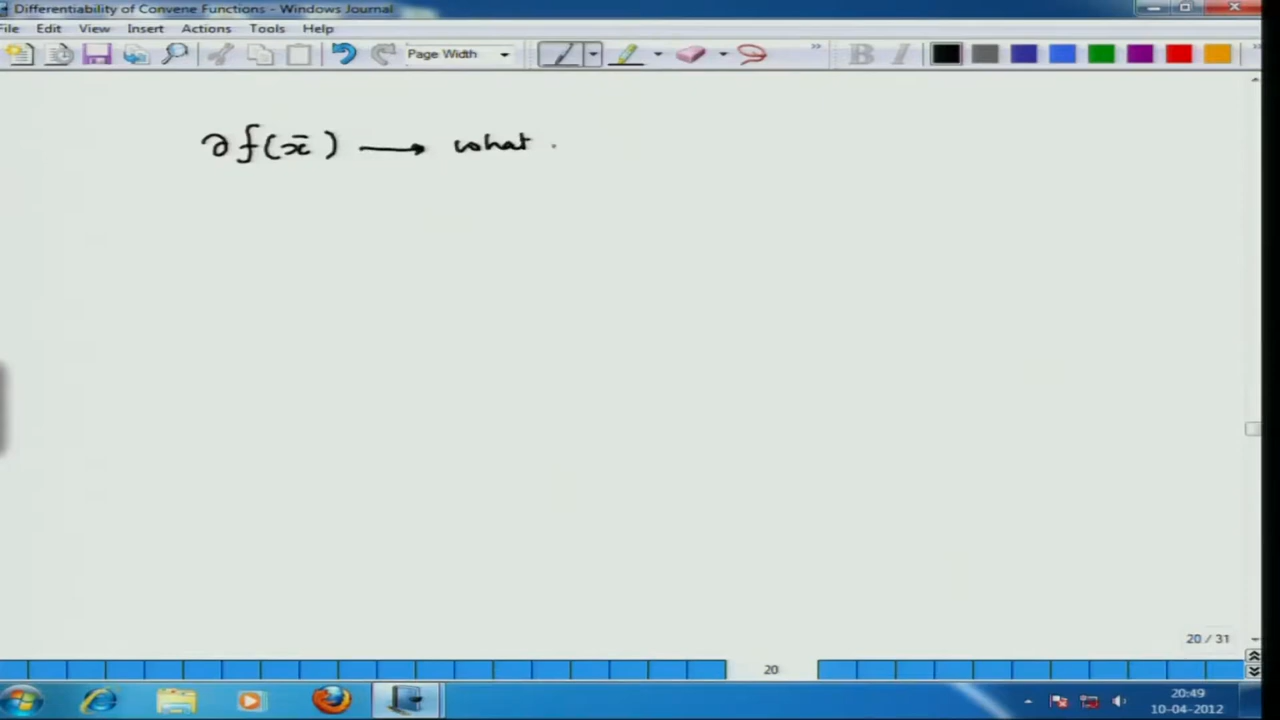 Differentiability of Convene Functions - Windows Journal
File Edit View Insert Actions Tools Help
Page Width B I
∂f(x̄) → what
20 / 31
20
20:49
10-04-2012